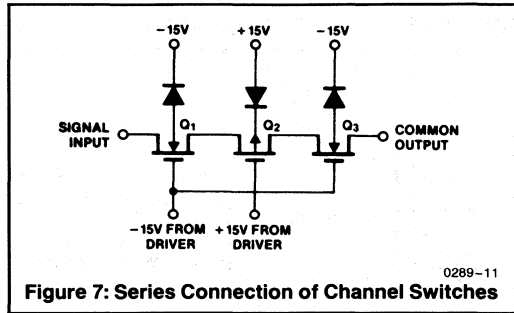 -15V +15V -15V
Q1 Q2 Q3
SIGNAL INPUT
COMMON OUTPUT
-15V FROM DRIVER
+15V FROM DRIVER
0289-11
Figure 7: Series Connection of Channel Switches